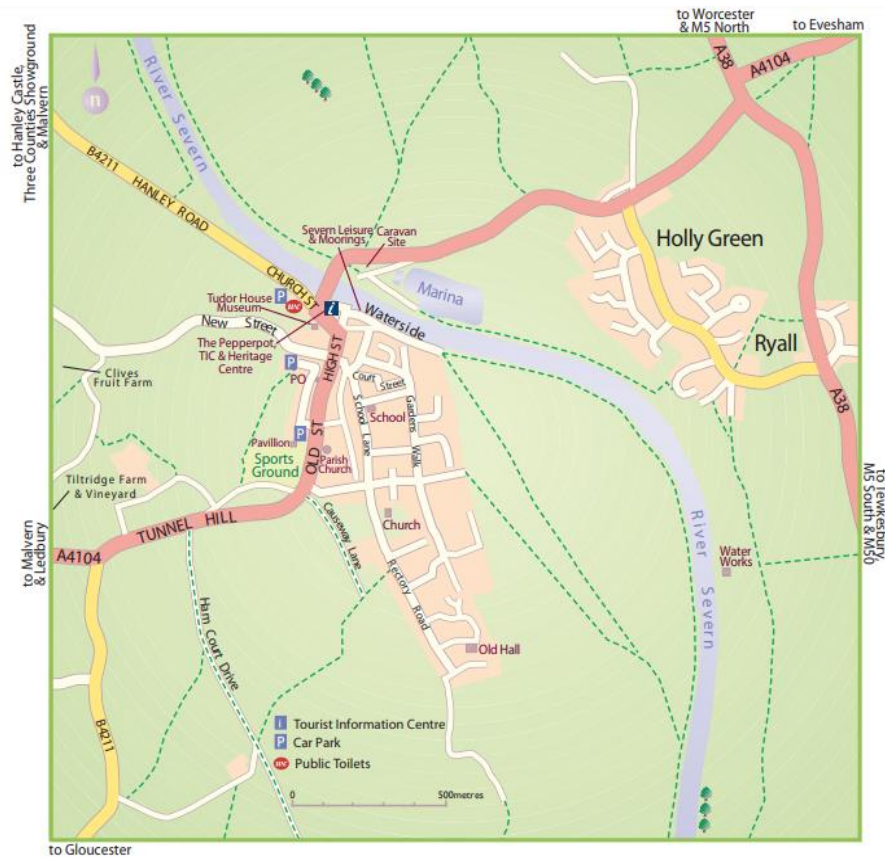 to Worcester
& M5 North
to Evesham
A38
A4104
to Hanley Castle,
Three Counties Showground
& Malvern
n
River Severn
B4211
HANLEY ROAD
Holly Green
Severn Leisure
& Moorings
Caravan
Site
Marina
CHURCH ST
P
WC
i
Tudor House
Museum
Waterside
New Street
The Pepperpot,
TIC & Heritage
Centre
Ryall
HIGH ST
P
PO
Clives
Fruit Farm
Court
Street
A38
School
School Lane
Gardens
Walk
P
Pavillion
OLD ST
Sports
Ground
Parish
Church
Tiltridge Farm
& Vineyard
to Tewkesbury
M5 South & M50
TUNNEL HILL
Causeway Lane
Church
A4104
to Malvern
& Ledbury
River Severn
Water
Works
Rectory
Road
Ham Court Drive
Old Hall
B4211
i Tourist Information Centre
P Car Park
WC Public Toilets
0 500metres
to Gloucester